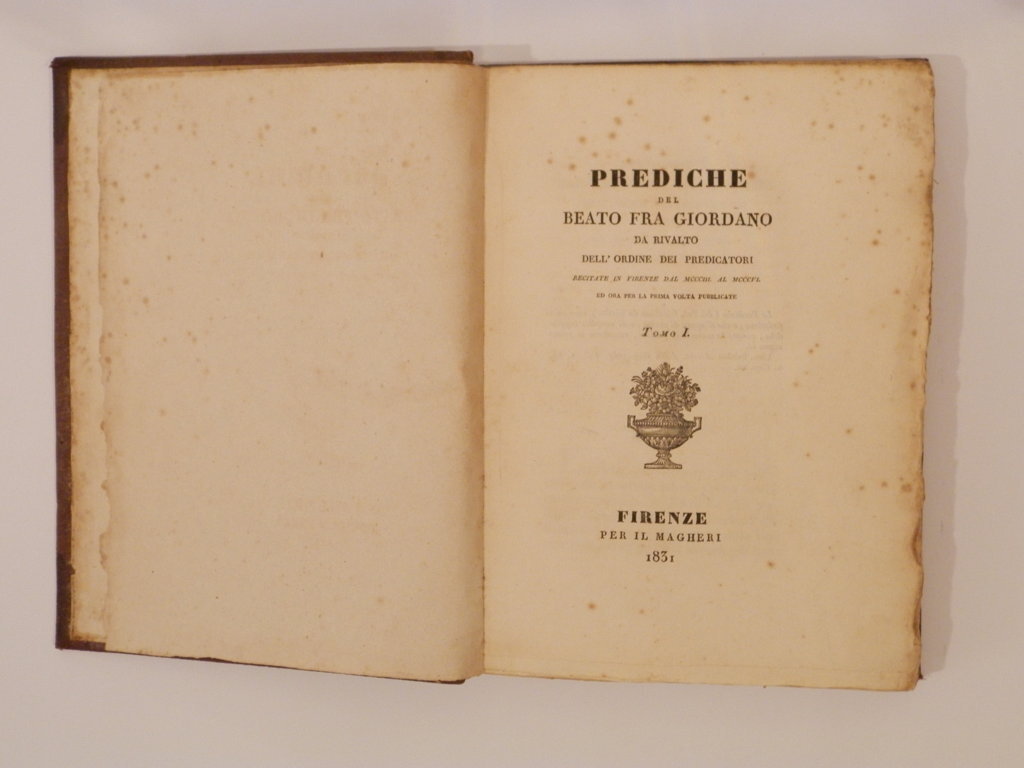 PREDICHE
DEL
BEATO FRA GIORDANO
DA RIVALTO
DELL' ORDINE DEI PREDICATORI
RECITATE IN FIRENZE DAL MCCCIII. AL MCCCVI.
ED ORA PER LA PRIMA VOLTA PUBBLICATE
TOMO I.
FIRENZE
PER IL MAGHERI
1831